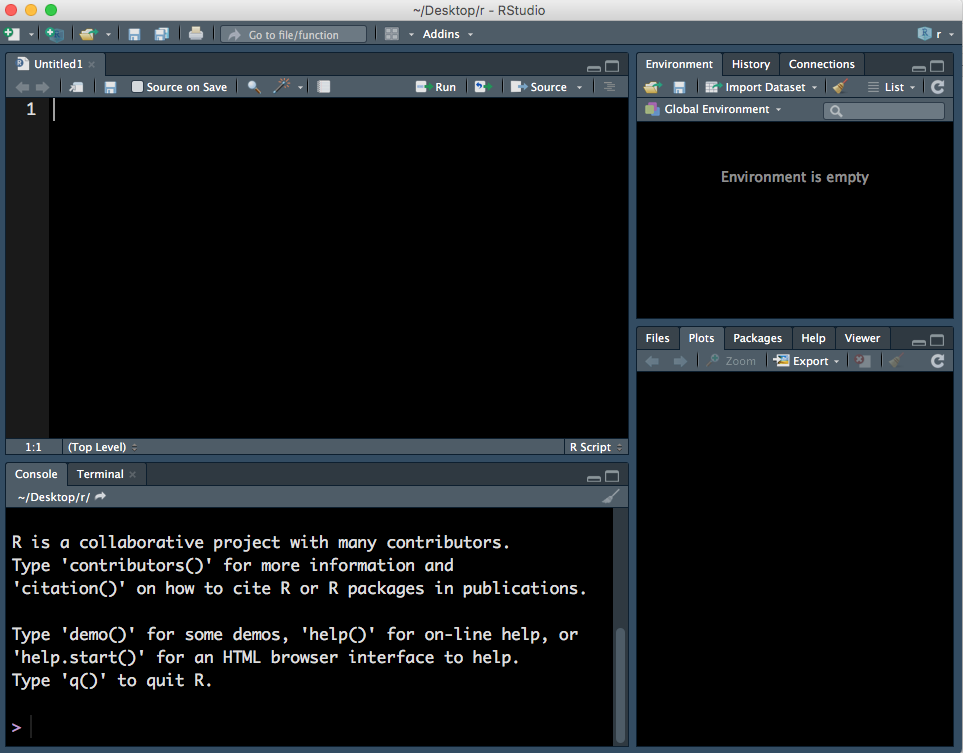 ~/Desktop/r - RStudio
Go to file/function Addins R r
Untitled1
Source on Save Run Source
1
1:1 (Top Level) R Script
Console Terminal
~/Desktop/r/
R is a collaborative project with many contributors.
Type 'contributors()' for more information and
'citation()' on how to cite R or R packages in publications.
Type 'demo()' for some demos, 'help()' for on-line help, or
'help.start()' for an HTML browser interface to help.
Type 'q()' to quit R.
>
Environment History Connections
Import Dataset List
Global Environment
Environment is empty
Files Plots Packages Help Viewer
Zoom Export